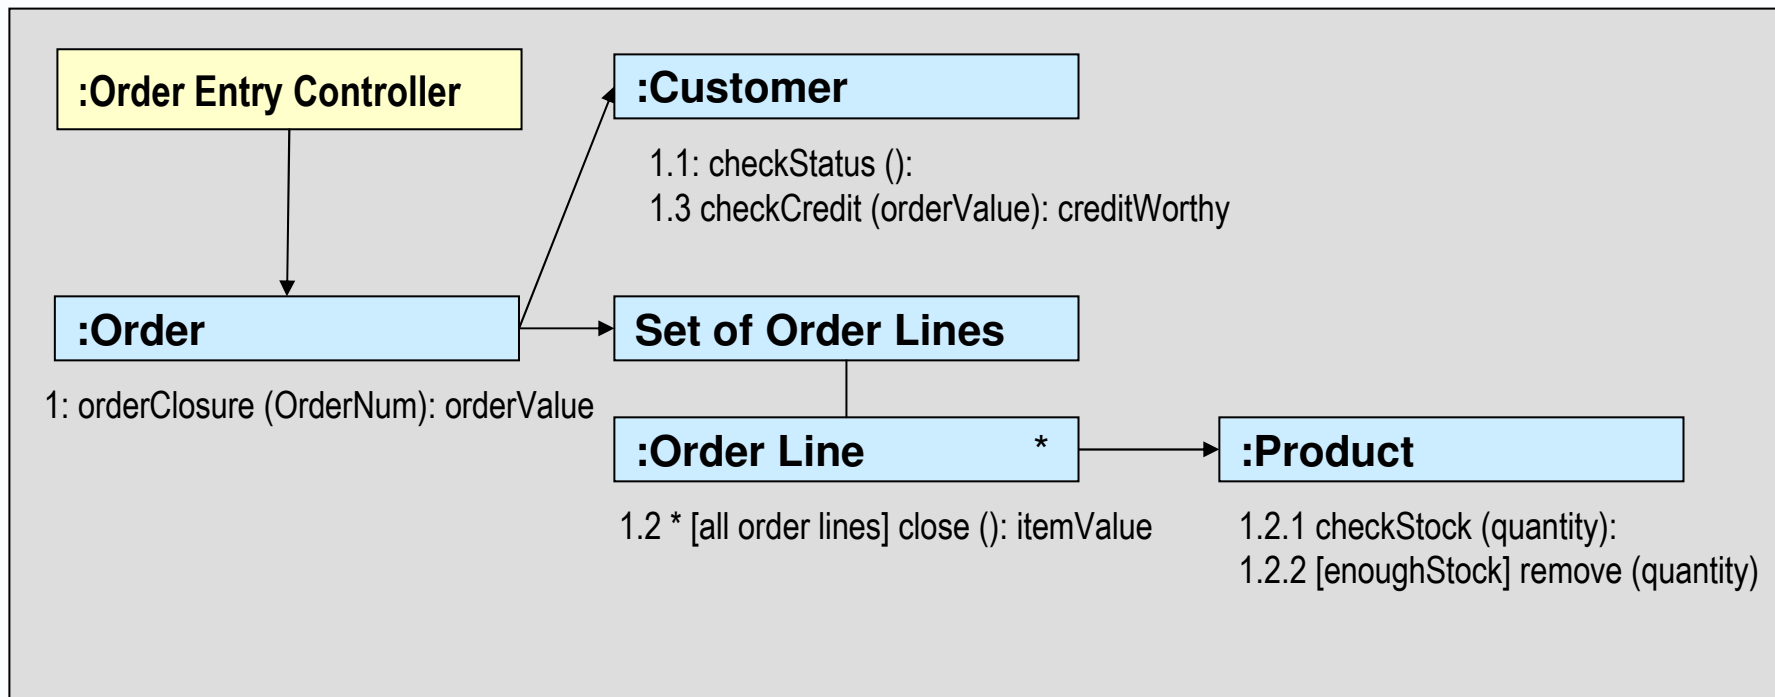 :Order Entry Controller
:Customer
1.1: checkStatus ():
1.3 checkCredit (orderValue): creditWorthy
:Order
Set of Order Lines
1: orderClosure (OrderNum): orderValue
:Order Line *
:Product
1.2 * [all order lines] close (): itemValue
1.2.1 checkStock (quantity):
1.2.2 [enoughStock] remove (quantity)